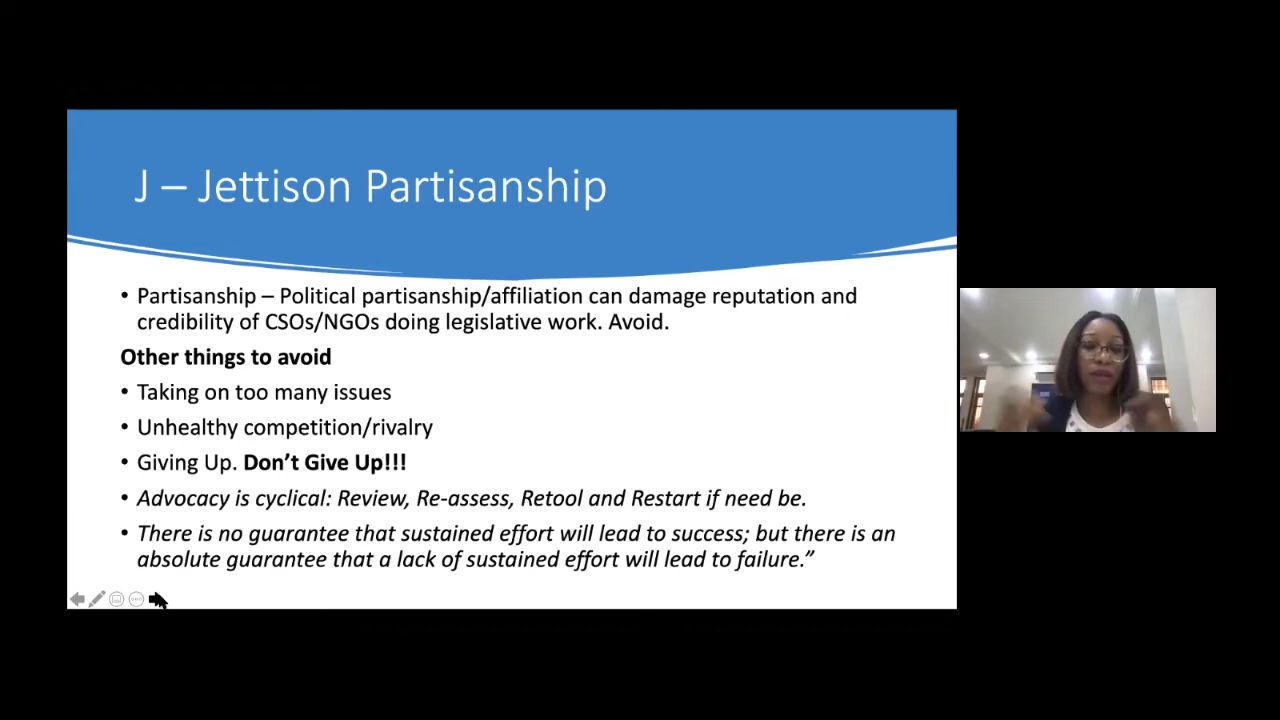 J – Jettison Partisanship
• Partisanship – Political partisanship/affiliation can damage reputation and
credibility of CSOs/NGOs doing legislative work. Avoid.
Other things to avoid
• Taking on too many issues
• Unhealthy competition/rivalry
• Giving Up. Don’t Give Up!!!
• Advocacy is cyclical: Review, Re-assess, Retool and Restart if need be.
• There is no guarantee that sustained effort will lead to success; but there is an
absolute guarantee that a lack of sustained effort will lead to failure.”